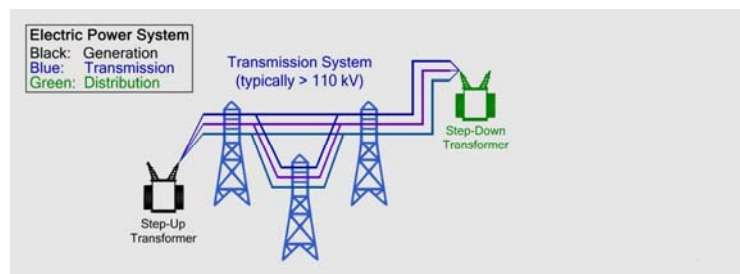 Electric Power System
Black: Generation
Blue: Transmission
Green: Distribution
Transmission System
(typically > 110 kV)
Step-Down
Transformer
Step-Up
Transformer